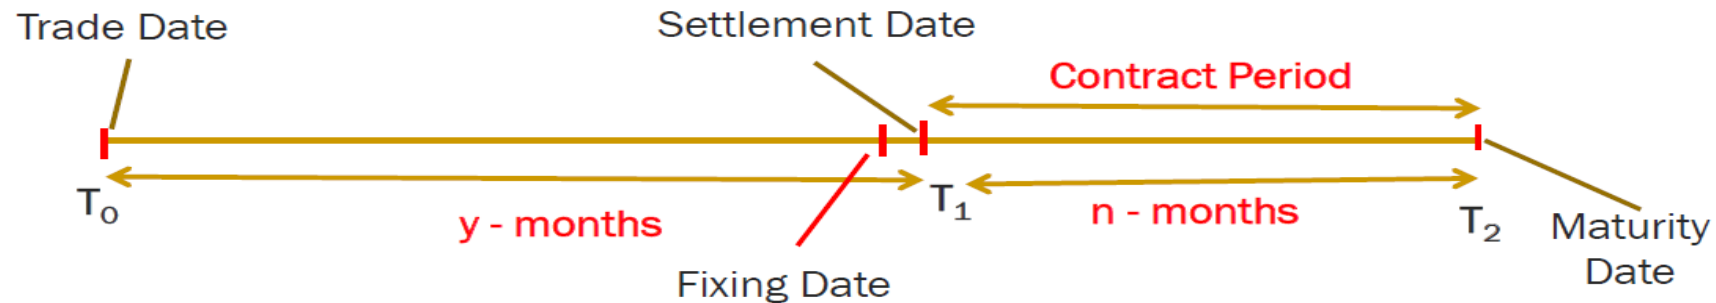 Trade Date
Settlement Date
Contract Period
T₀
T₁
T₂
y - months
n - months
Fixing Date
Maturity
Date